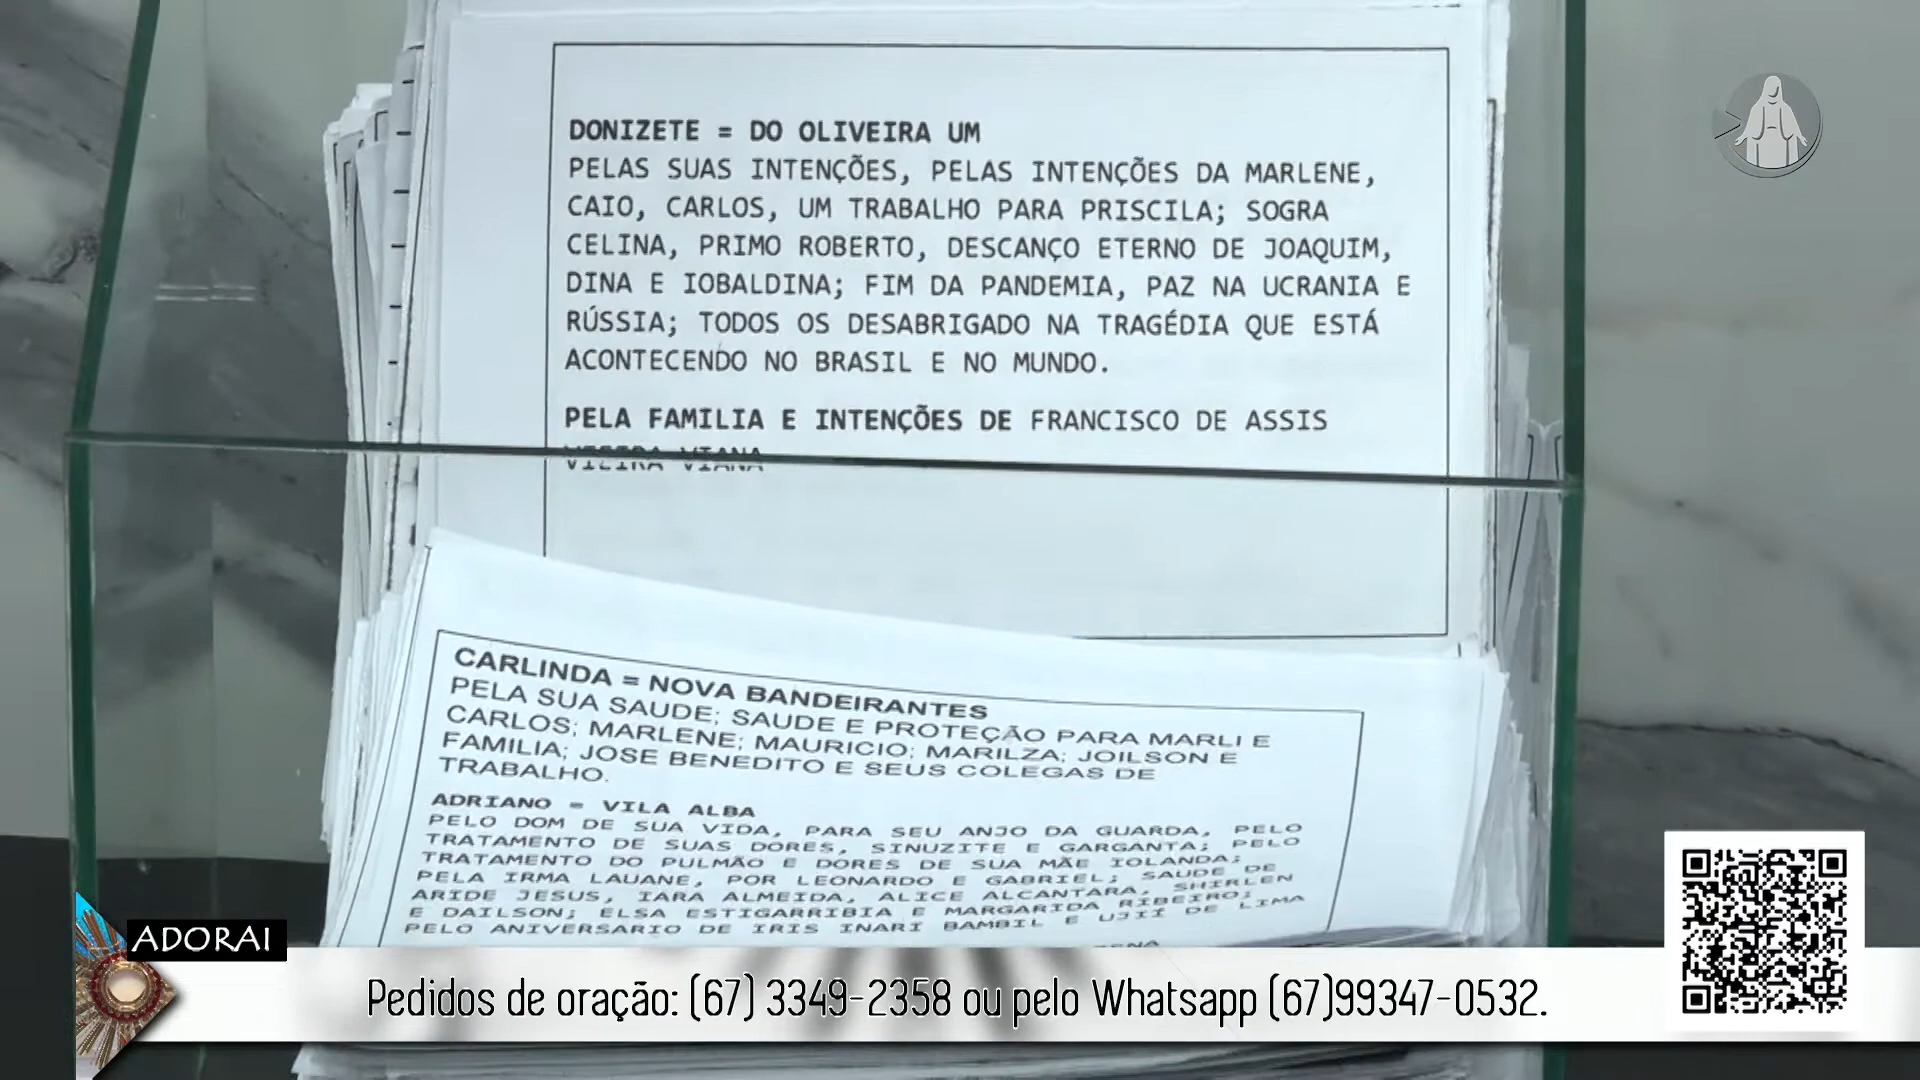 DONIZETE = DO OLIVEIRA UM
PELAS SUAS INTENÇÕES, PELAS INTENÇÕES DA MARLENE,
CAIO, CARLOS, UM TRABALHO PARA PRISCILA; SOGRA
CELINA, PRIMO ROBERTO, DESCANÇO ETERNO DE JOAQUIM,
DINA E IOBALDINA; FIM DA PANDEMIA, PAZ NA UCRANIA E
RÚSSIA; TODOS OS DESABRIGADO NA TRAGÉDIA QUE ESTÁ
ACONTECENDO NO BRASIL E NO MUNDO.
PELA FAMILIA E INTENÇÕES DE FRANCISCO DE ASSIS
VIEIRA VIANA
CARLINDA = NOVA BANDEIRANTES
PELA SUA SAUDE; SAUDE E PROTEÇÃO PARA MARLI E
CARLOS; MARLENE; MAURICIO; MARILZA; JOILSON E
FAMILIA; JOSE BENEDITO E SEUS COLEGAS DE
TRABALHO.
ADRIANO = VILA ALBA
PELO DOM DE SUA VIDA, PARA SEU ANJO DA GUARDA, PELO
TRATAMENTO DE SUAS DORES, SINUZITE E GARGANTA; PELO
TRATAMENTO DO PULMÃO E DORES DE SUA MÃE IOLANDA;
PELA IRMA LAUANE, POR LEONARDO E GABRIEL; SAUDE DE
ARIDE JESUS, IARA ALMEIDA, ALICE ALCANTARA, SHIRLEN
E DAILSON; ELSA ESTIGARRIBIA E MARGARIDA RIBEIRO;
PELO ANIVERSARIO DE IRIS INARI BAMBIL E UJIÍ DE LIMA
ADORAI
Pedidos de oração: (67) 3349-2358 ou pelo Whatsapp (67)99347-0532.